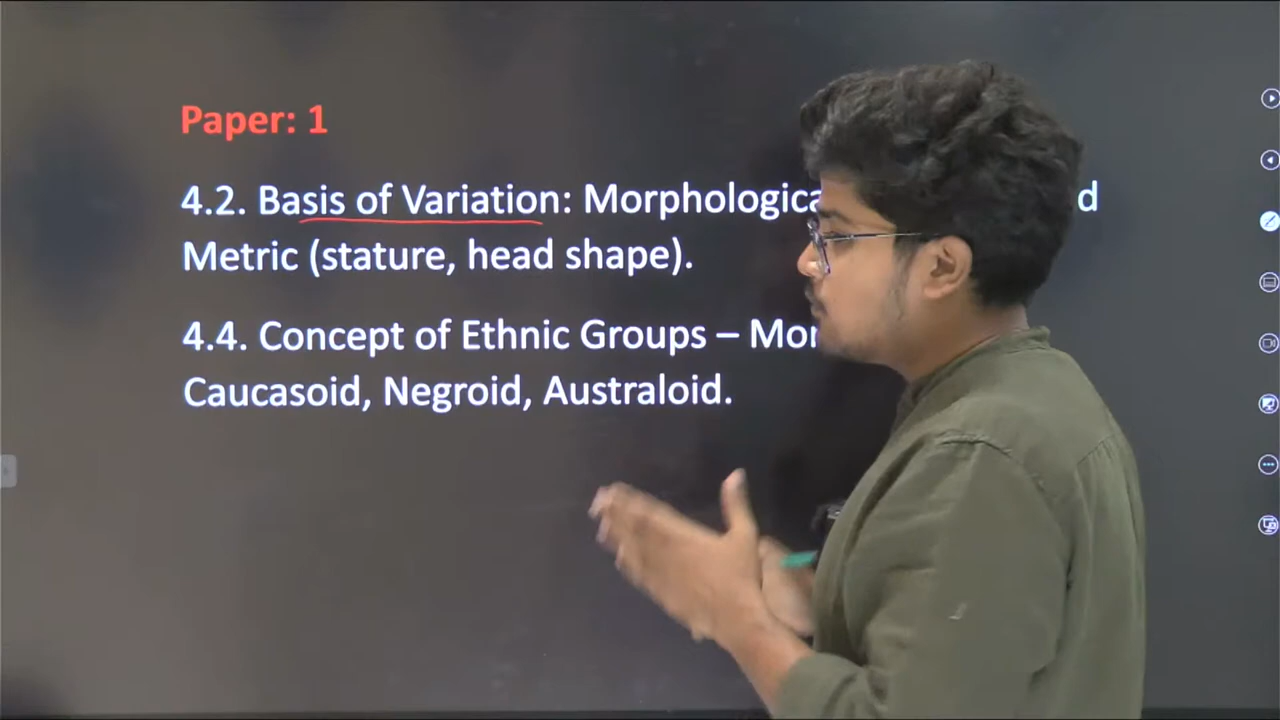 Paper: 1
4.2. Basis of Variation: Morphologica d
Metric (stature, head shape).
4.4. Concept of Ethnic Groups –
Caucasoid, Negroid, Australoid.